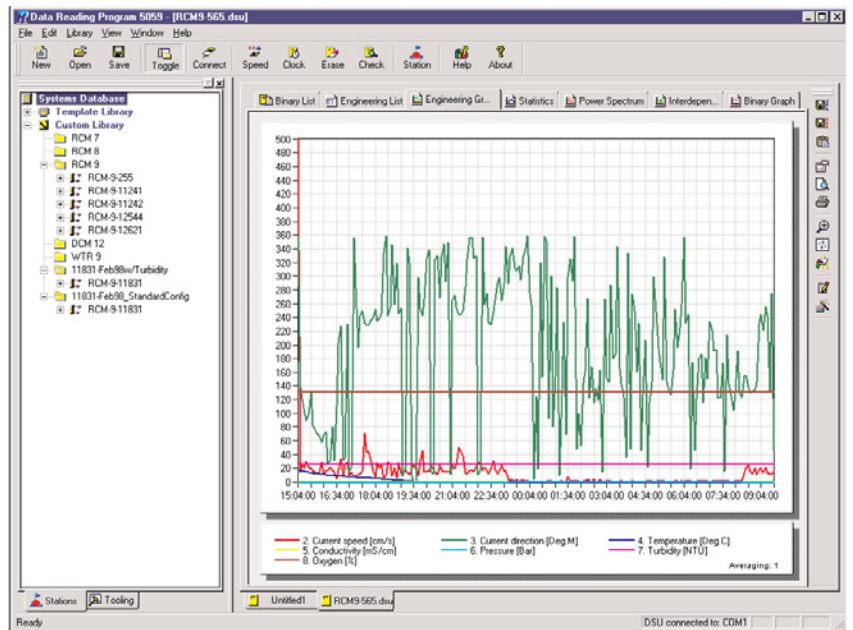 Data Reading Program 5059 - [RCM9-565.dsu]
File Edit Library View Window Help
New Open Save Toggle Connect Speed Clock Erase Check Station Help About
Systems Database
Template Library
Custom Library
RCM 7
RCM 8
RCM 9
RCM-9-255
RCM-9-11241
RCM-9-11242
RCM-9-12544
RCM-9-12621
DCM 12
WTR 9
11831-Feb98w/Turbidity
RCM-9-11831
11831-Feb98_StandardConfig
RCM-9-11831
Stations Tooling
Binary List Engineering List Engineering Gr... Statistics Power Spectrum Interdepen... Binary Graph
500
480
460
440
420
400
380
360
340
320
300
280
260
240
220
200
180
160
140
120
100
80
60
40
20
0
15:04:00 16:34:00 18:04:00 19:34:00 21:04:00 22:34:00 00:04:00 01:34:00 03:04:00 04:34:00 06:04:00 07:34:00 09:04:00
2. Current speed [cm/s] 3. Current direction [Deg.M] 4. Temperature [Deg.C]
5. Conductivity [mS/cm] 6. Pressure [Bar] 7. Turbidity [NTU]
8. Oxygen [%]
Averaging: 1
Untitled1 RCM9-565.dsu
Ready DSU connected to: COM1